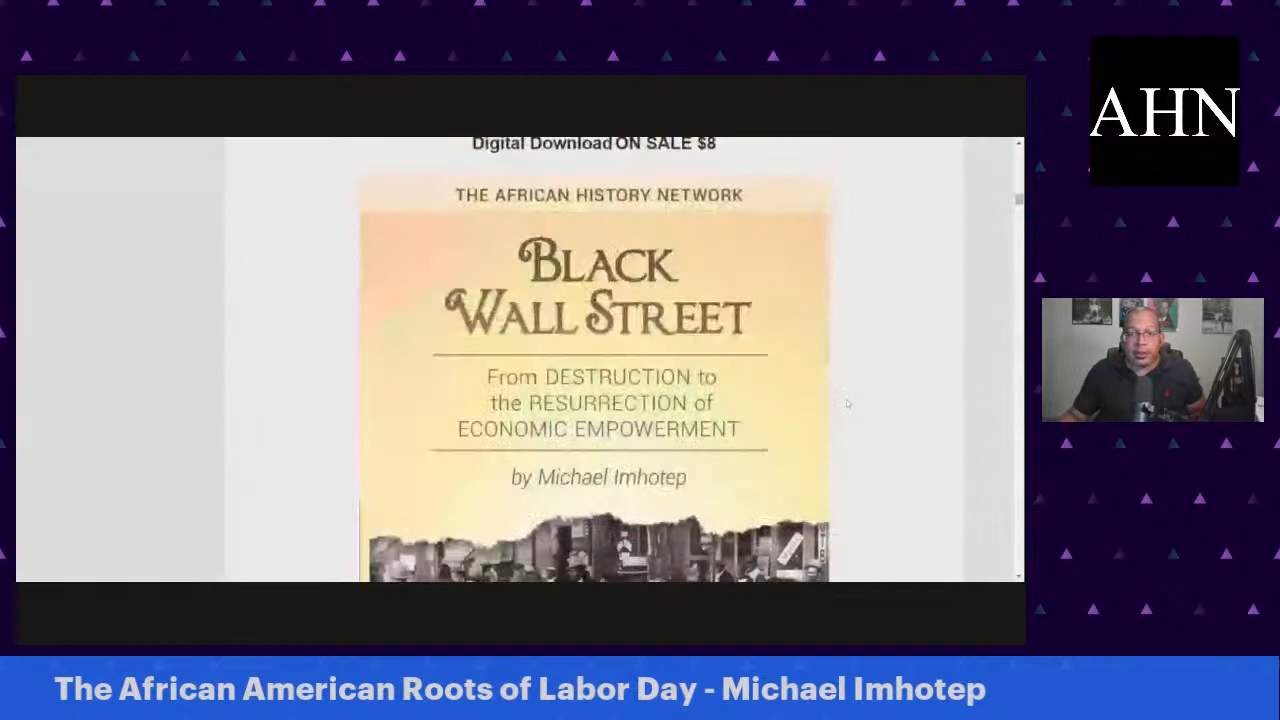 Digital Download ON SALE $8
THE AFRICAN HISTORY NETWORK
BLACK
WALL STREET
From DESTRUCTION to
the RESURRECTION of
ECONOMIC EMPOWERMENT
by Michael Imhotep
AHN
The African American Roots of Labor Day - Michael Imhotep